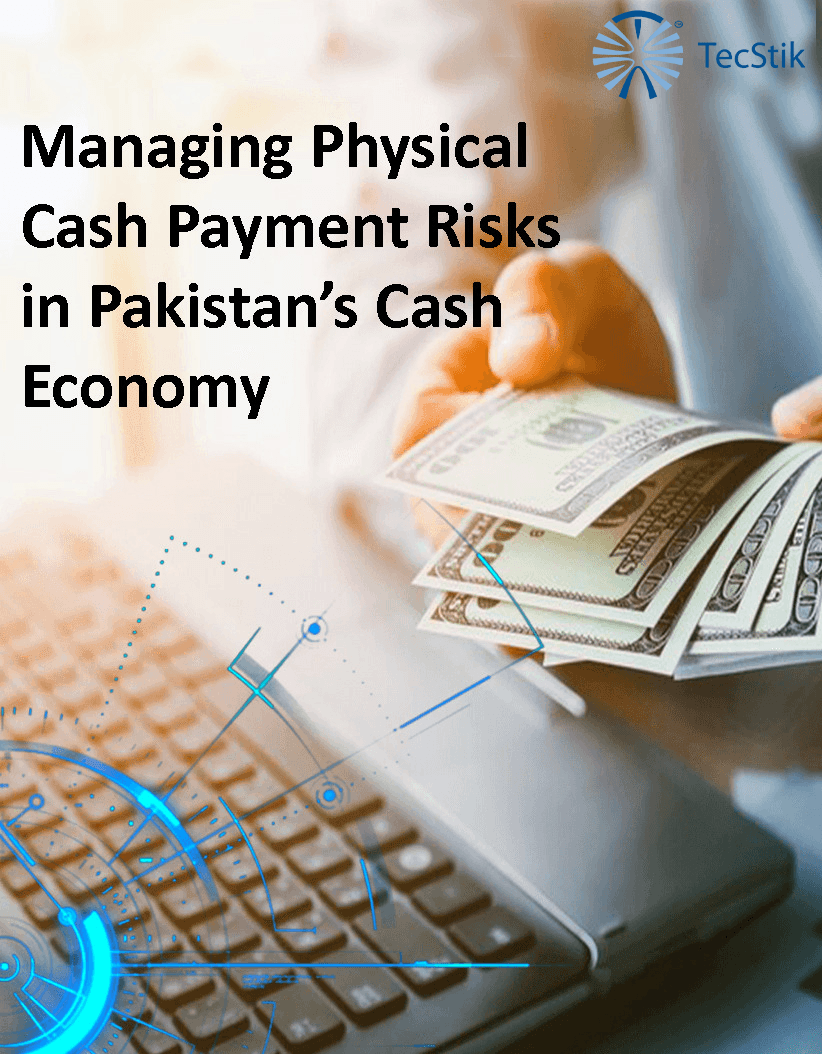 TecStik
Managing Physical
Cash Payment Risks
in Pakistan’s Cash
Economy